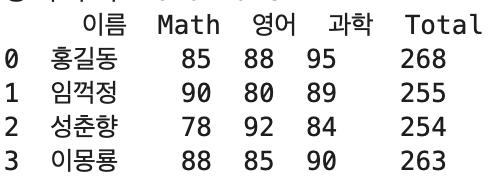 이름 Math 영어 과학 Total
0 홍길동 85 88 95 268
1 임꺽정 90 80 89 255
2 성춘향 78 92 84 254
3 이몽룡 88 85 90 263